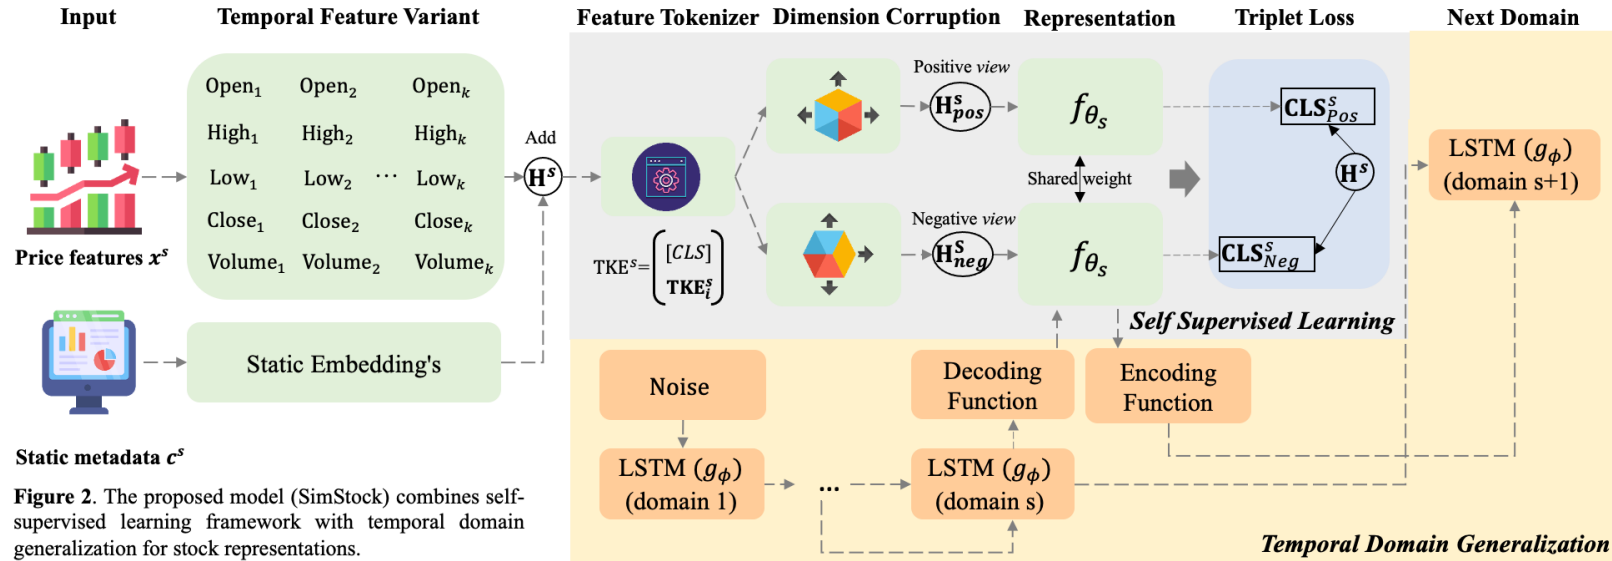 Input
Temporal Feature Variant
Feature Tokenizer
Dimension Corruption
Representation
Triplet Loss
Next Domain
Open₁ Open₂ Openₖ
High₁ High₂ Highₖ
Low₁ Low₂ ⋯ Lowₖ
Close₁ Close₂ Closeₖ
Volume₁ Volume₂ Volumeₖ
Price features xˢ
Static Embedding's
Static metadata cˢ
Add
Hˢ
TKEˢ=
[CLS]
TKEᵢˢ
Positive view
Hˢpos
Negative view
Hˢneg
fθₛ
Shared weight
fθₛ
CLSˢPos
Hˢ
CLSˢNeg
Self Supervised Learning
LSTM (gϕ)
(domain s+1)
Noise
Decoding
Function
Encoding
Function
LSTM (gϕ)
(domain 1)
...
LSTM (gϕ)
(domain s)
Temporal Domain Generalization
Figure 2. The proposed model (SimStock) combines self-
supervised learning framework with temporal domain
generalization for stock representations.